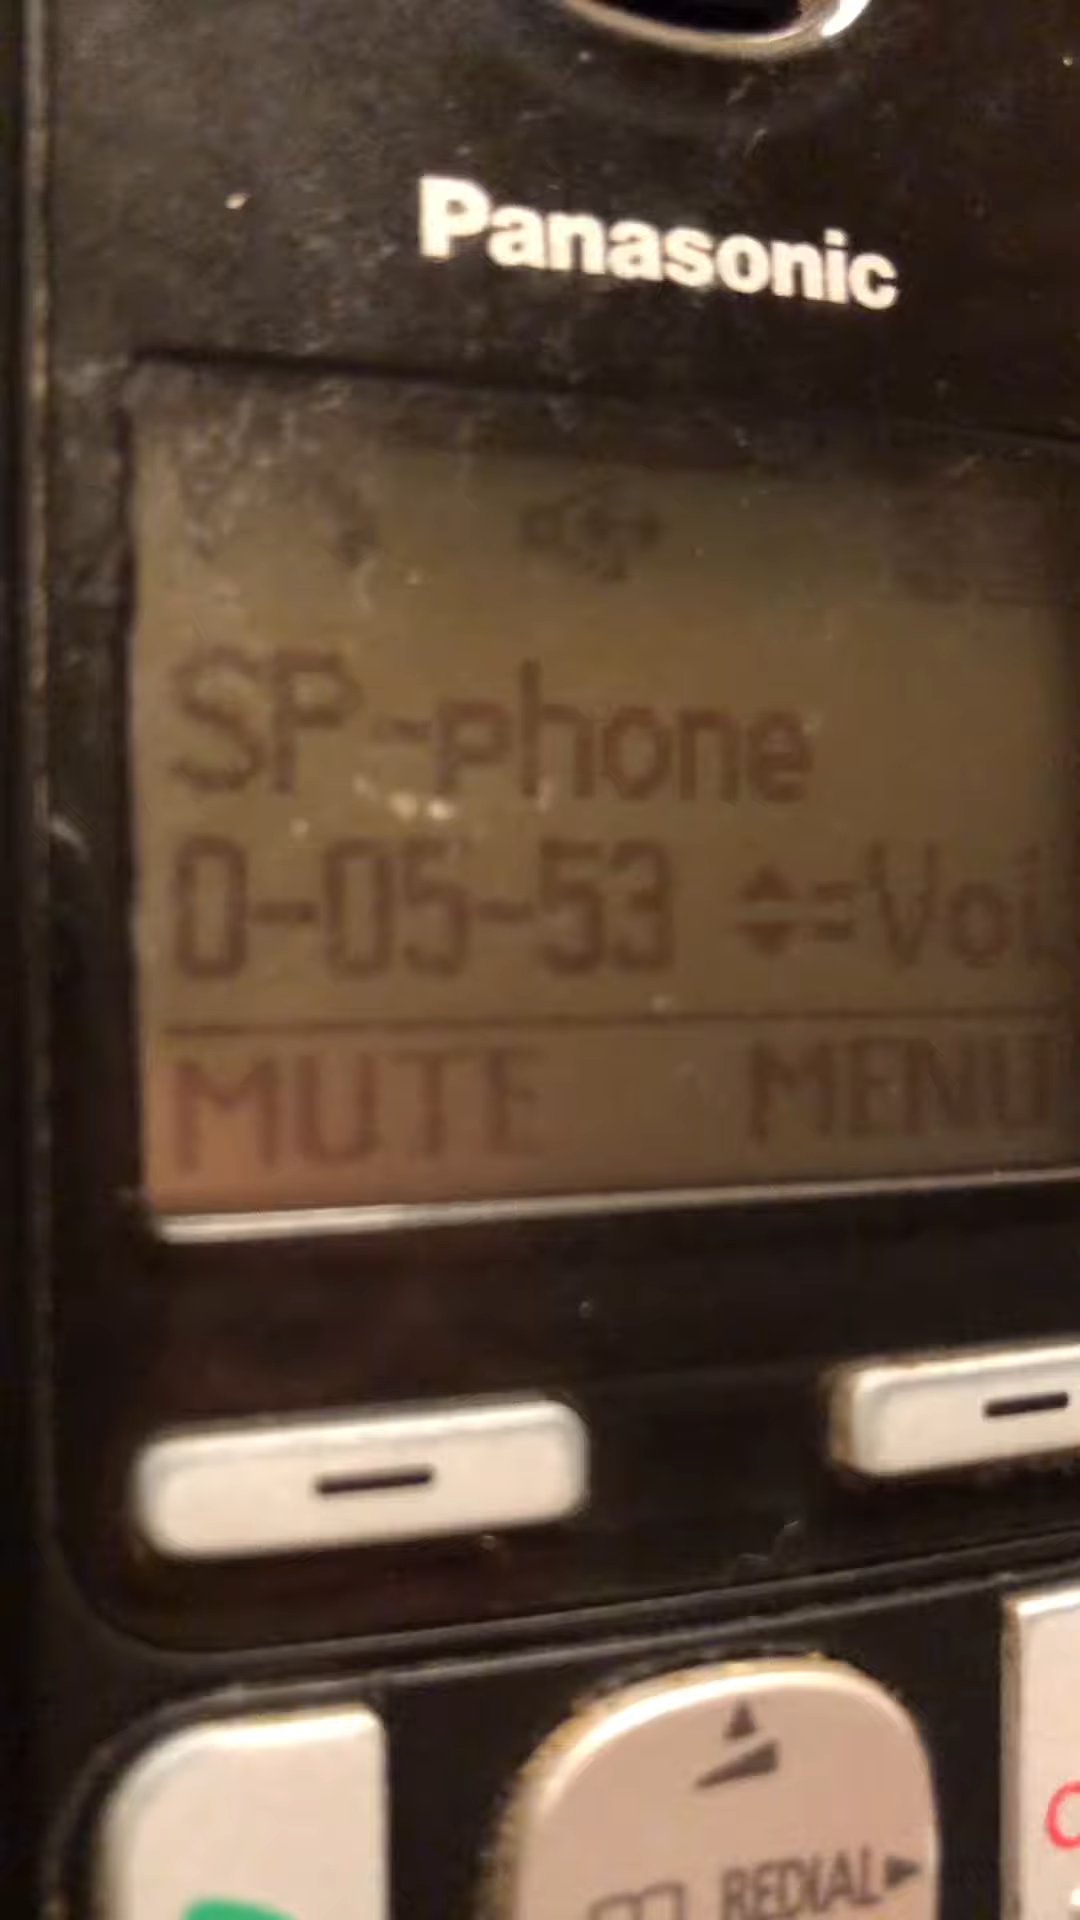 Panasonic
SP-phone
0-05-53 ♦=Voi
MUTE MENU
REDIAL►